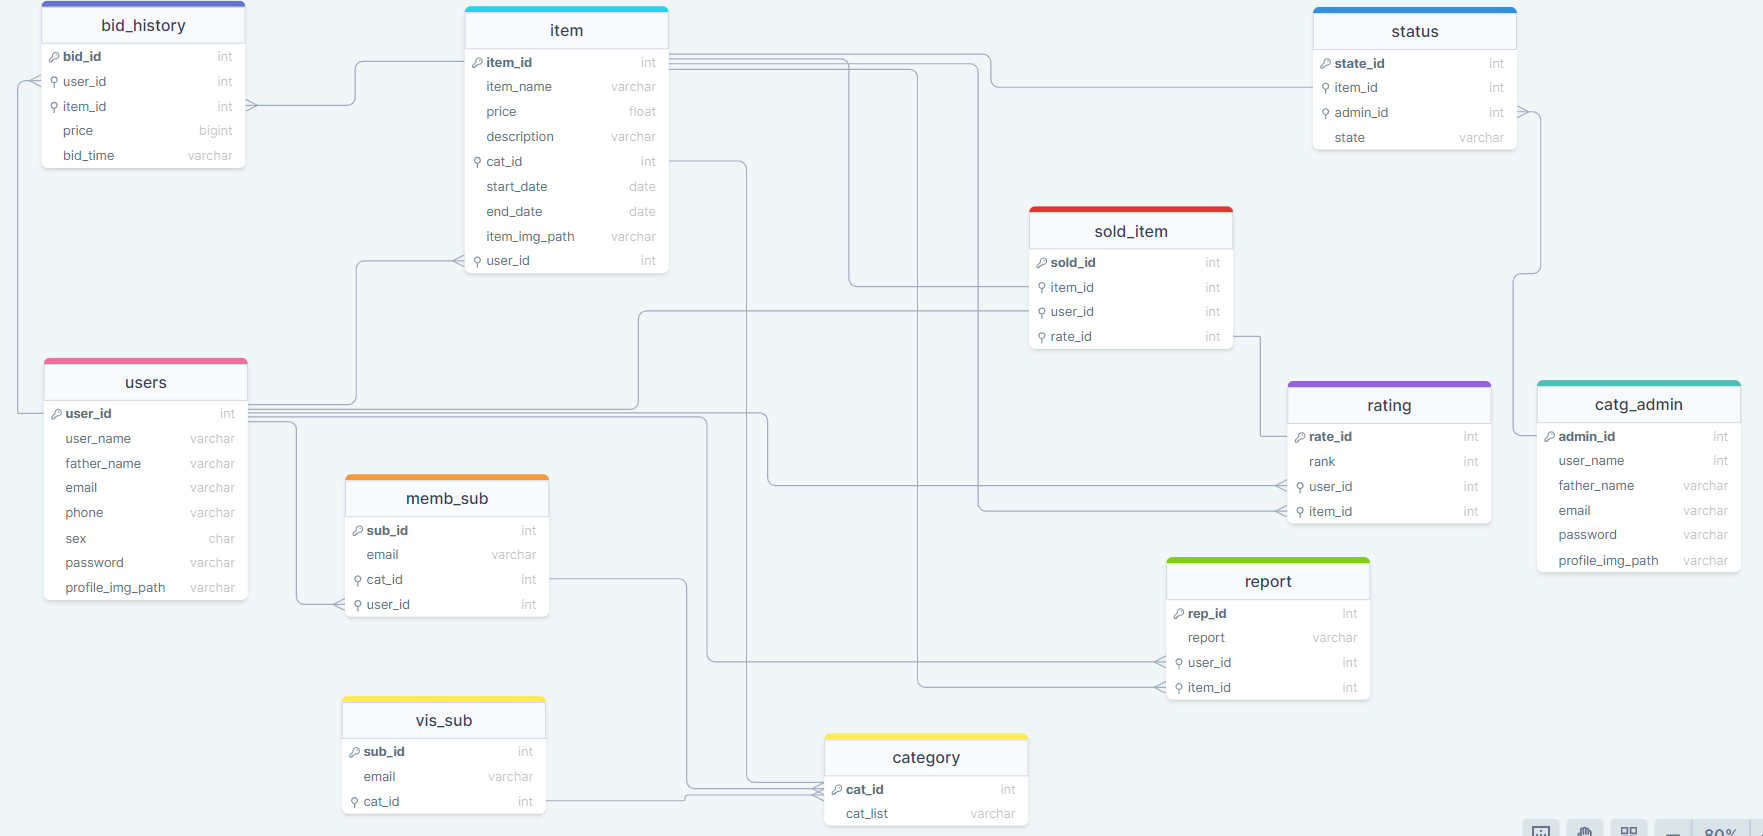 bid_history
bid_id int
user_id int
item_id int
price bigint
bid_time varchar
item
item_id int
item_name varchar
price float
description varchar
cat_id int
start_date date
end_date date
item_img_path varchar
user_id int
status
state_id int
item_id int
admin_id int
state varchar
sold_item
sold_id int
item_id int
user_id int
rate_id int
users
user_id int
user_name varchar
father_name varchar
email varchar
phone varchar
sex char
password varchar
profile_img_path varchar
rating
rate_id int
rank int
user_id int
item_id int
catg_admin
admin_id int
user_name int
father_name varchar
email varchar
password varchar
profile_img_path varchar
memb_sub
sub_id int
email varchar
cat_id int
user_id int
report
rep_id int
report varchar
user_id int
item_id int
vis_sub
sub_id int
email varchar
cat_id int
category
cat_id int
cat_list varchar
80%